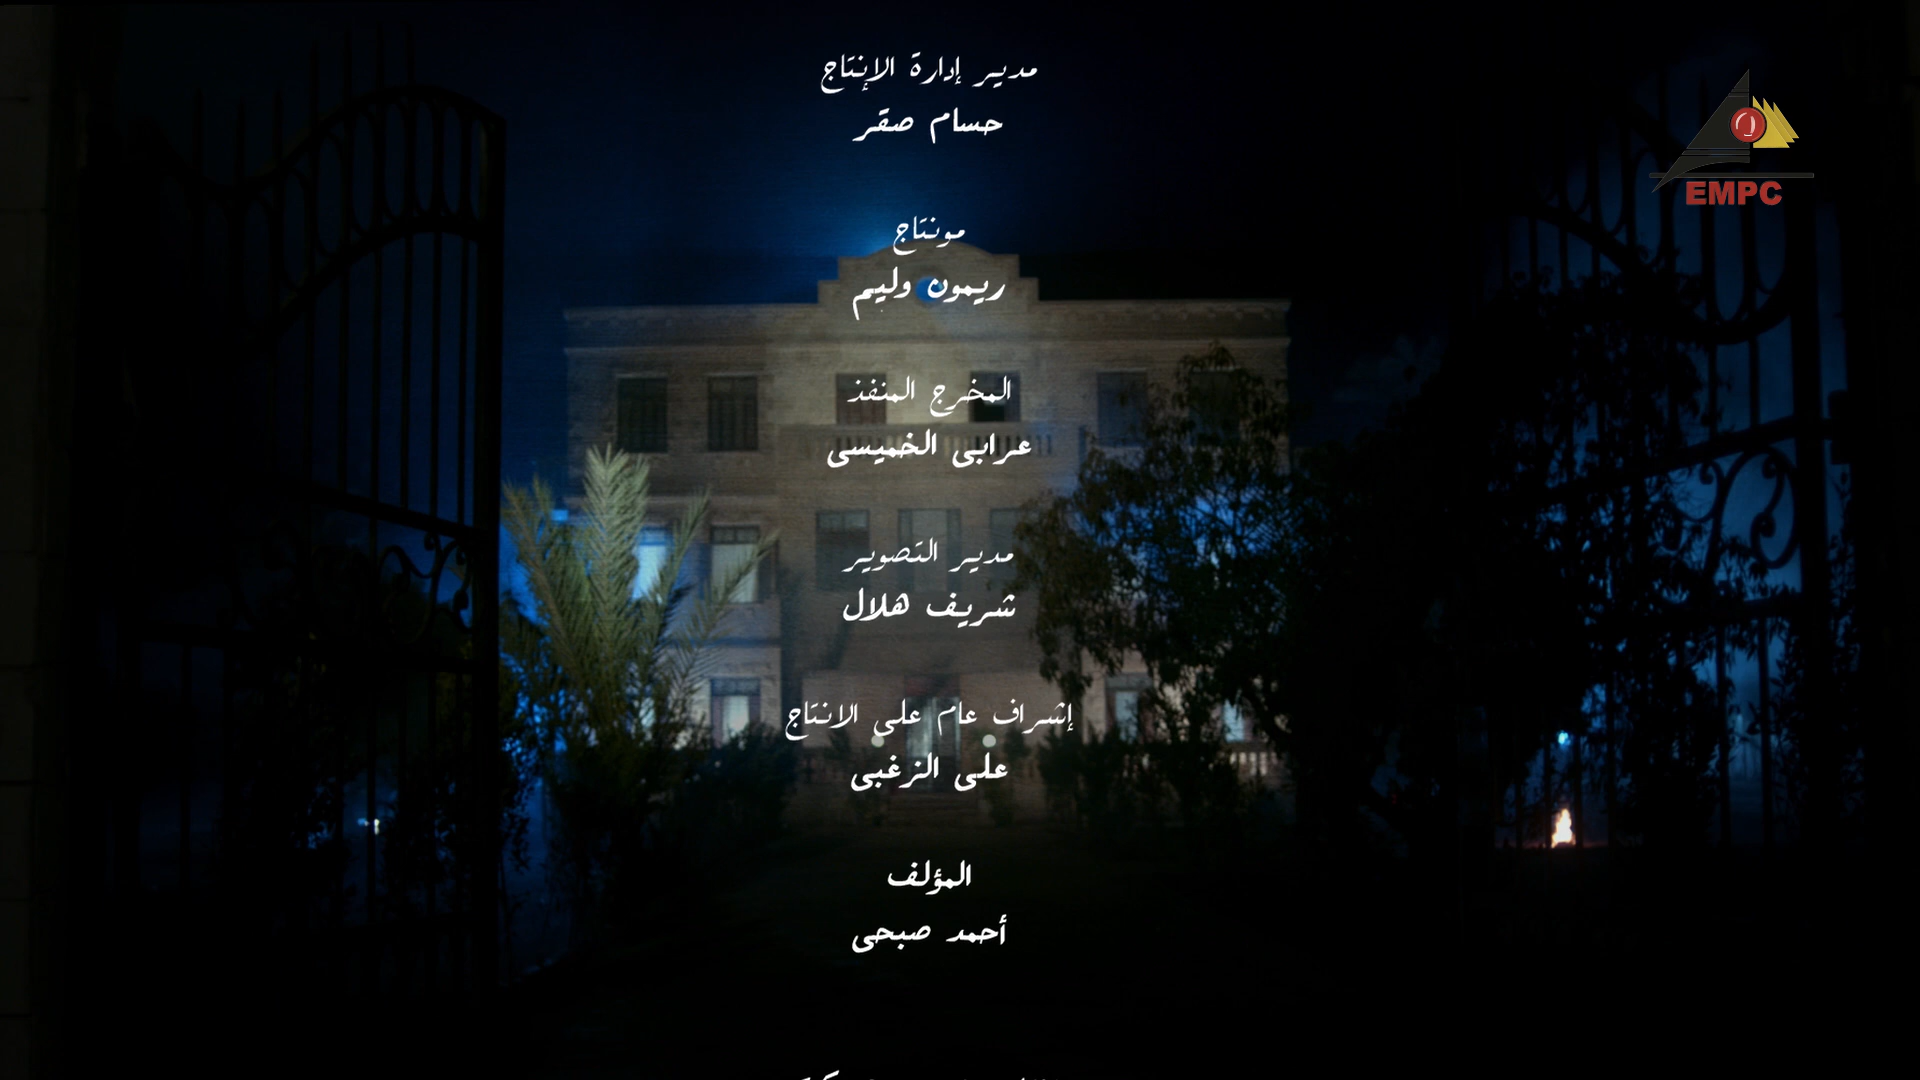 مدير إدارة الإنتاج
حسام صقر
EMPC
مونتاج
ريمون وليم
المخرج المنفذ
عرابى الخميسى
مدير التصوير
شريف هلال
إشراف عام على الانتاج
على الزغبى
المؤلف
أحمد صبحى